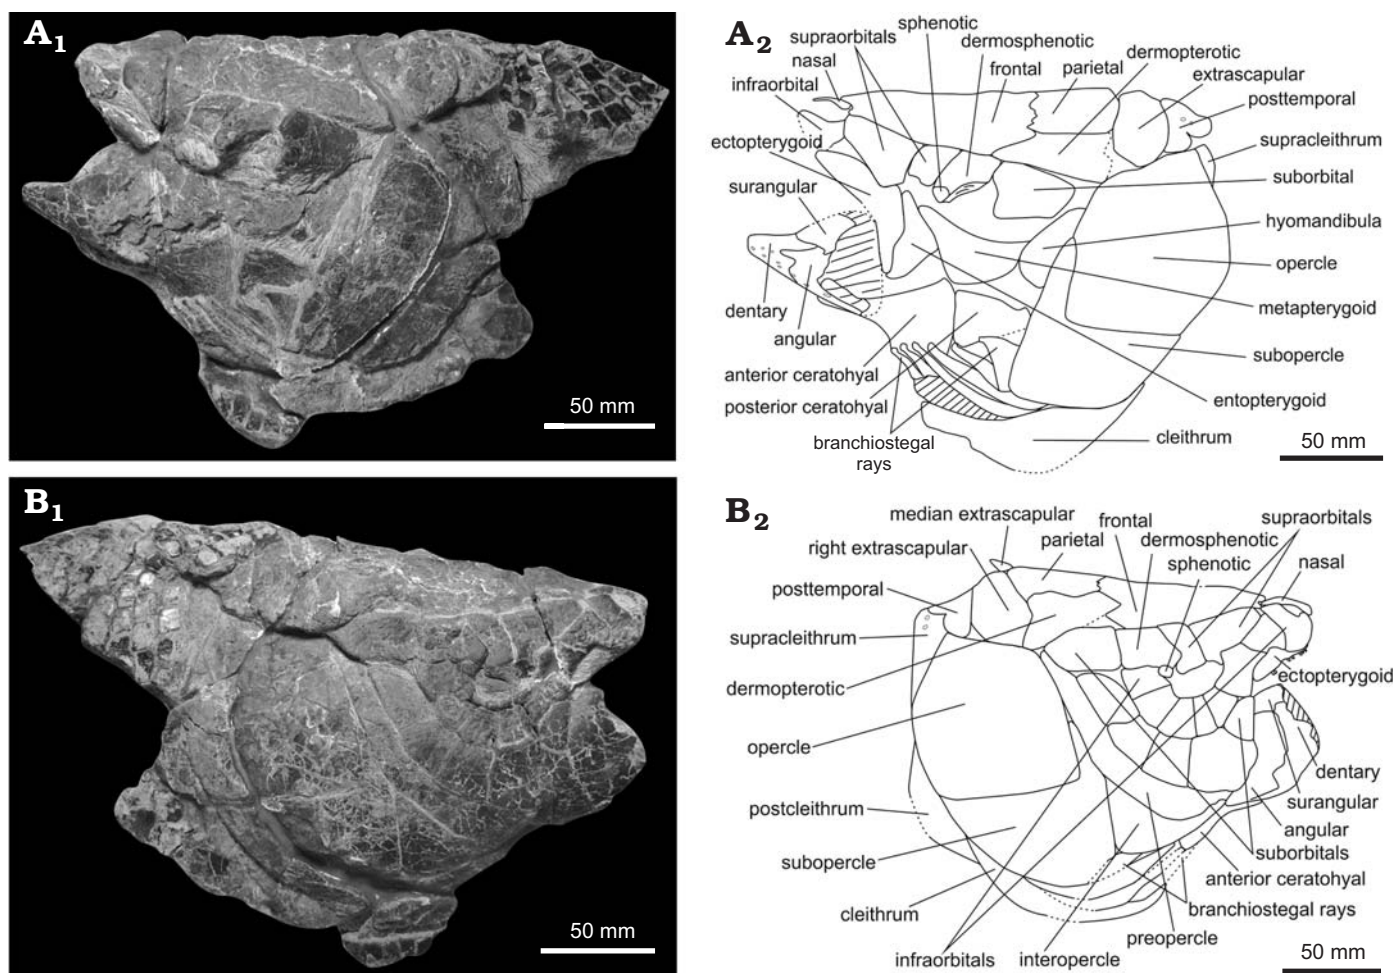 A1
50 mm
A2
sphenotic
supraorbitals
dermosphenotic
nasal
frontal
parietal
dermopterotic
infraorbital
extrascapular
posttemporal
ectopterygoid
supracleithrum
surangular
suborbital
hyomandibula
opercle
dentary
metapterygoid
angular
subopercle
anterior ceratohyal
posterior ceratohyal
entopterygoid
branchiostegal
rays
cleithrum
50 mm
B1
50 mm
B2
median extrascapular
frontal
supraorbitals
right extrascapular
parietal
dermosphenotic
sphenotic
nasal
posttemporal
supracleithrum
ectopterygoid
dermopterotic
opercle
dentary
postcleithrum
surangular
angular
subopercle
suborbitals
anterior ceratohyal
cleithrum
branchiostegal rays
preopercle
infraorbitals
interopercle
50 mm